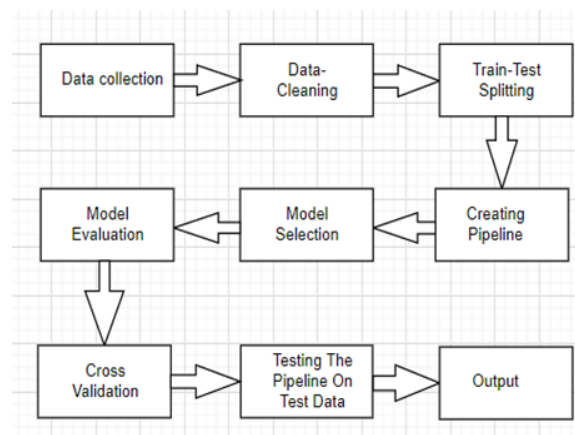 Data collection
Data-
Cleaning
Train-Test
Splitting
Creating
Pipeline
Model
Selection
Model
Evaluation
Cross
Validation
Testing The
Pipeline On
Test Data
Output